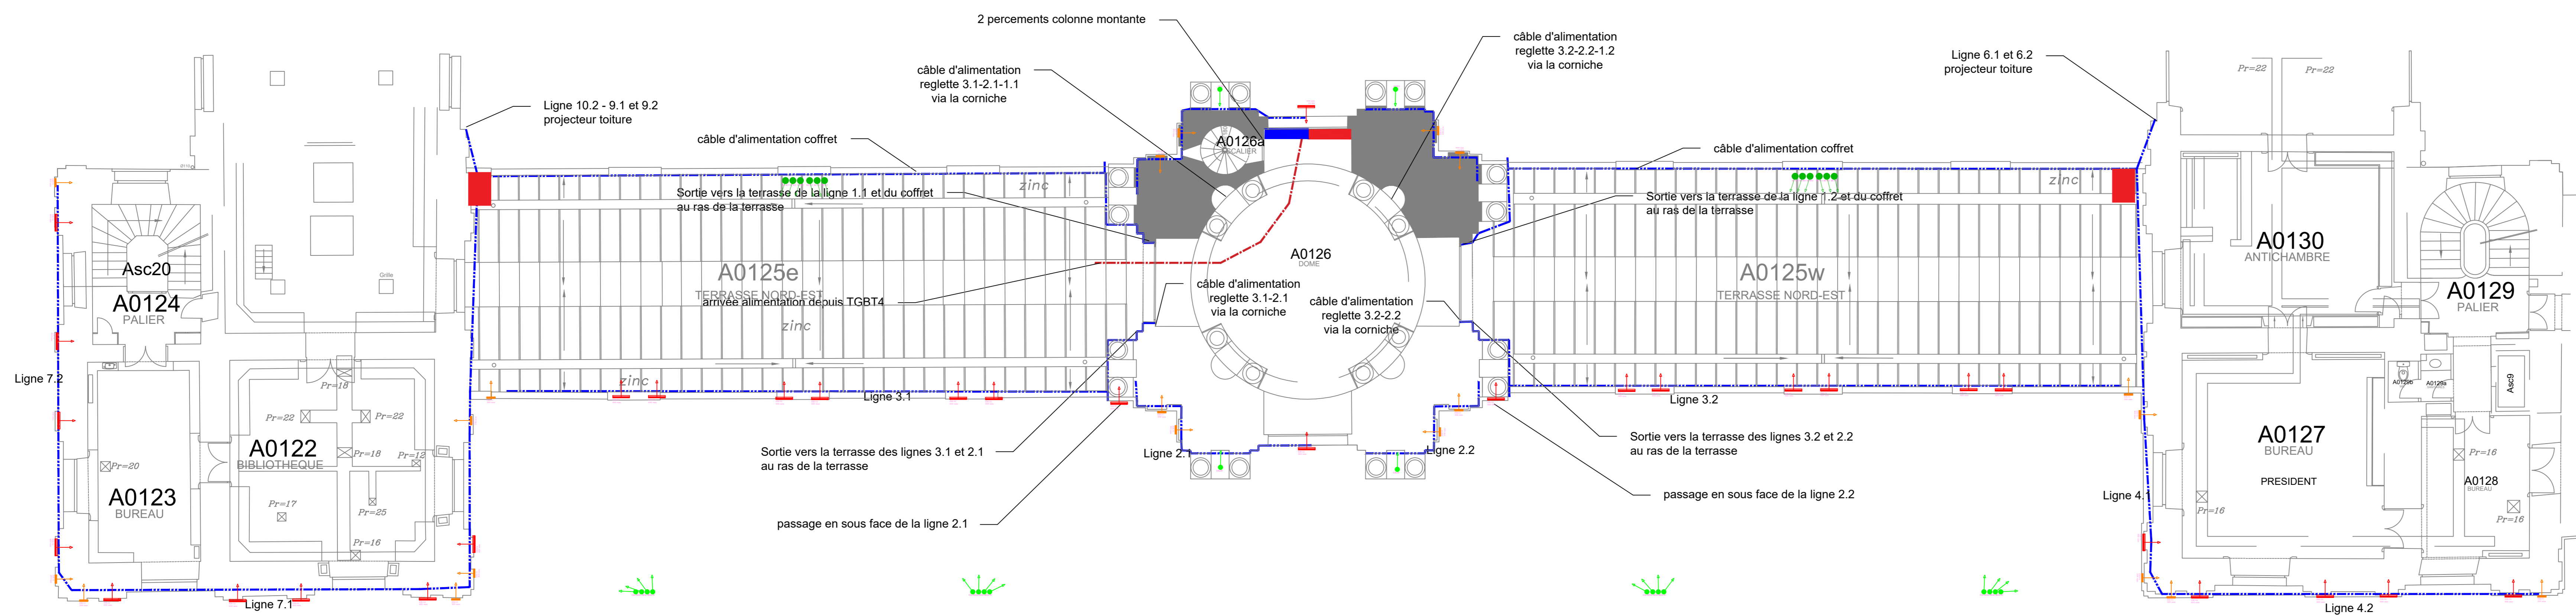 2 percements colonne montante
câble d'alimentation
reglette 3.2-2.2-1.2
via la corniche
câble d'alimentation
reglette 3.1-2.1-1.1
via la corniche
Ligne 6.1 et 6.2
projecteur toiture
Pr=22
Pr=22
Ligne 10.2 - 9.1 et 9.2
projecteur toiture
câble d'alimentation coffret
A0126a
ESCALIER
câble d'alimentation coffret
zinc
zinc
Sortie vers la terrasse de la ligne 1.1 et du coffret
au ras de la terrasse
Sortie vers la terrasse de la ligne 1.2 et du coffret
au ras de la terrasse
Asc20
Grille
A0124
PALIER
A0125e
TERRASSE NORD-EST
arrivée alimentation depuis TGBT4
zinc
A0126
DOME
câble d'alimentation
reglette 3.1-2.1
via la corniche
câble d'alimentation
reglette 3.2-2.2
via la corniche
A0125w
TERRASSE NORD-EST
A0130
ANTICHAMBRE
A0129
PALIER
Ligne 7.2
zinc
Ligne 3.1
Ligne 3.2
A0129b
A0129a
Asc9
Pr=18
Pr=22
Pr=22
A0122
BIBLIOTHEQUE
Pr=18
Pr=12
Pr=20
A0123
BUREAU
Pr=17
Pr=25
Pr=16
Sortie vers la terrasse des lignes 3.1 et 2.1
au ras de la terrasse
Ligne 2.1
Ligne 2.2
Sortie vers la terrasse des lignes 3.2 et 2.2
au ras de la terrasse
passage en sous face de la ligne 2.1
passage en sous face de la ligne 2.2
A0127
BUREAU
PRESIDENT
Pr=16
A0128
BUREAU
Ligne 4.1
Pr=16
Pr=16
Ligne 7.1
Ligne 4.2